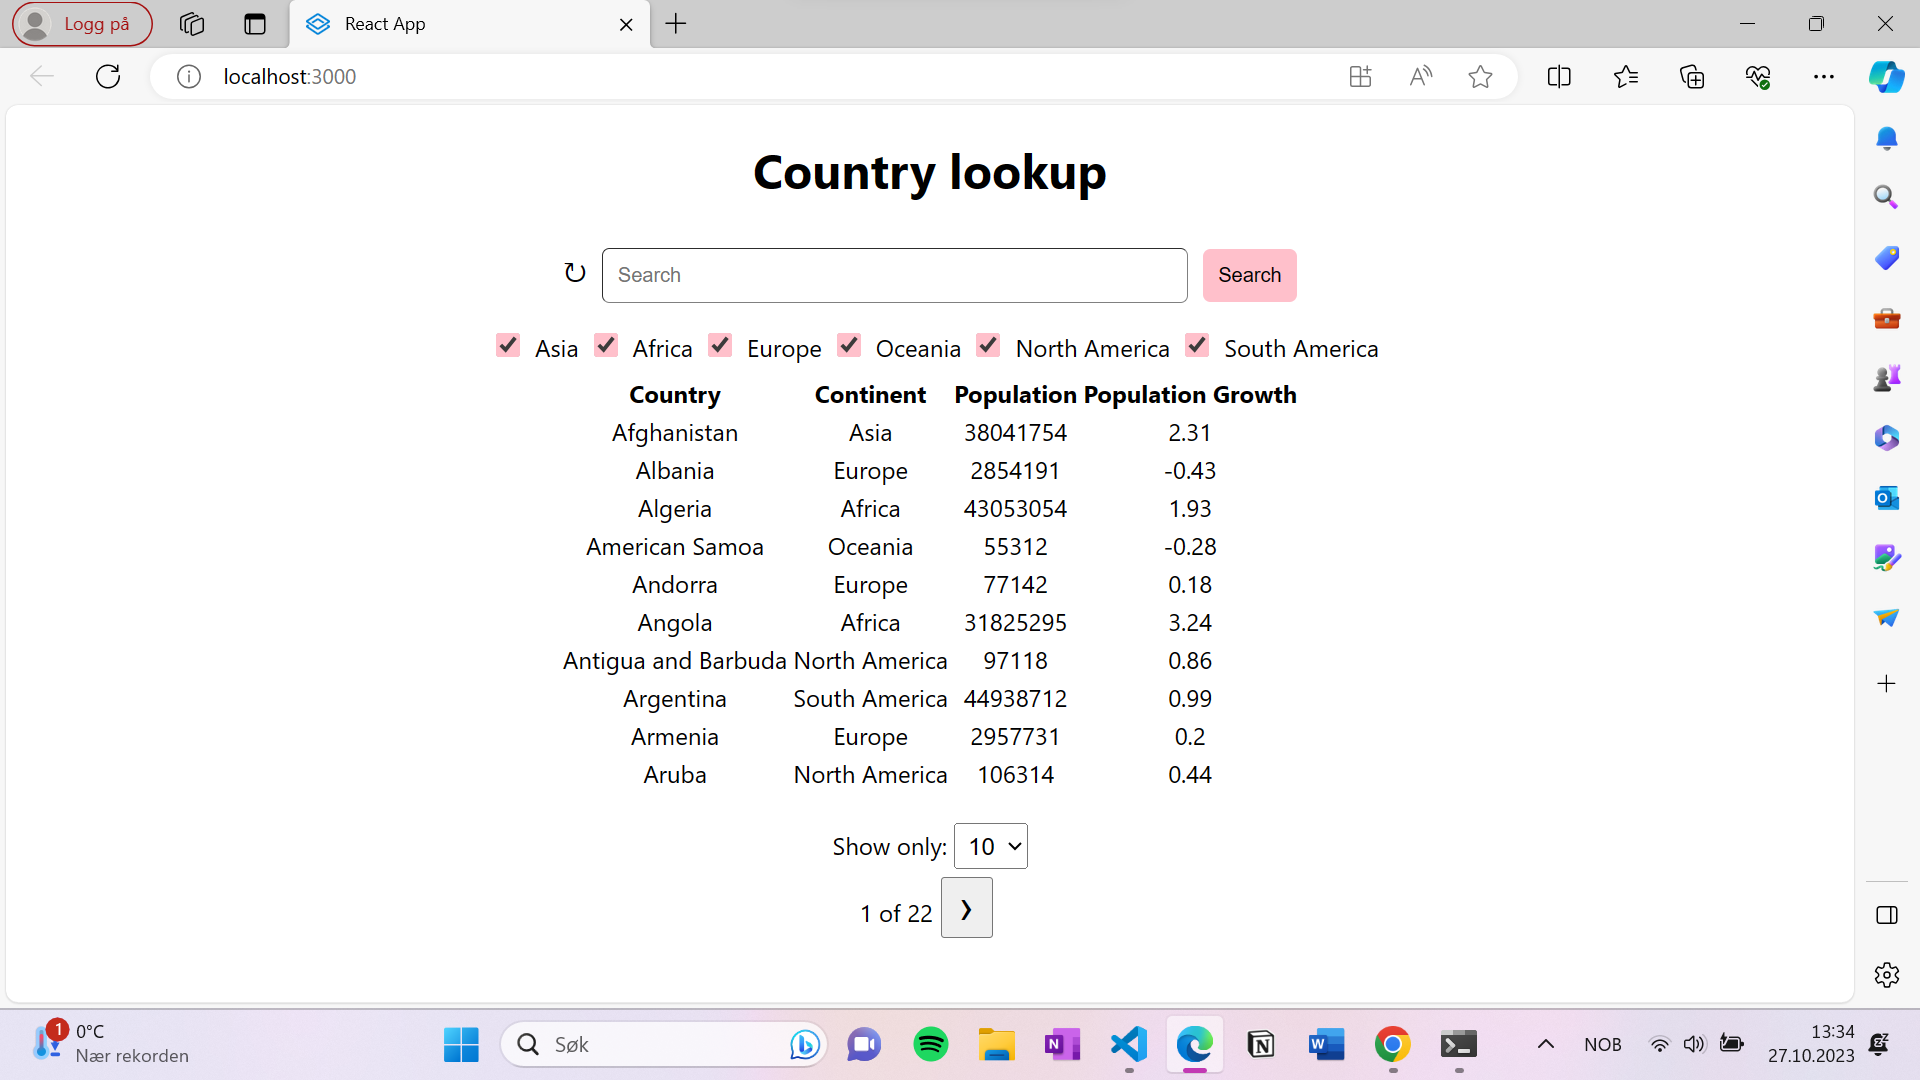 Logg på
React App
localhost:3000
Country lookup
↻ Search Search
Asia Africa Europe Oceania North America South America
Country Continent Population Population Growth
Afghanistan Asia 38041754 2.31
Albania Europe 2854191 -0.43
Algeria Africa 43053054 1.93
American Samoa Oceania 55312 -0.28
Andorra Europe 77142 0.18
Angola Africa 31825295 3.24
Antigua and Barbuda North America 97118 0.86
Argentina South America 44938712 0.99
Armenia Europe 2957731 0.2
Aruba North America 106314 0.44
Show only: 10
1 of 22 ❯
1
0°C
Nær rekorden
Søk
NOB
13:34
27.10.2023